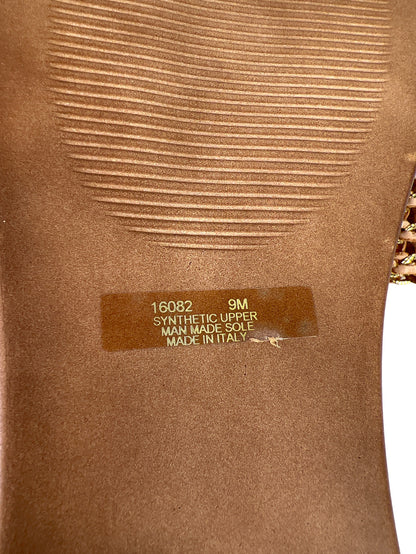 16082 9M
SYNTHETIC UPPER
MAN MADE SOLE
MADE IN ITALY